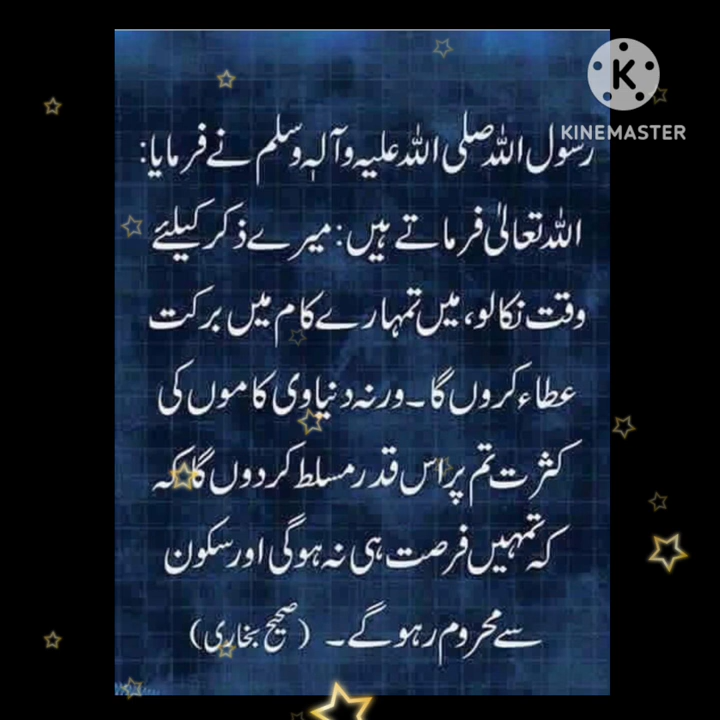 KINEMASTER
رسول اللہ صلی اللہ علیہ وآلہٖ وسلم نے فرمایا:
اللہ تعالیٰ فرماتے ہیں: میرے ذکر کیلئے
وقت نکالو، میں تمہارے کام میں برکت
عطاء کروں گا۔ ورنہ دنیاوی کاموں کی
کثرت تم پر اس قدر مسلط کر دوں گا کہ
کہ تمہیں فرصت ہی نہ ہوگی اور سکون
سے محروم رہو گے۔ (صحیح بخاری)